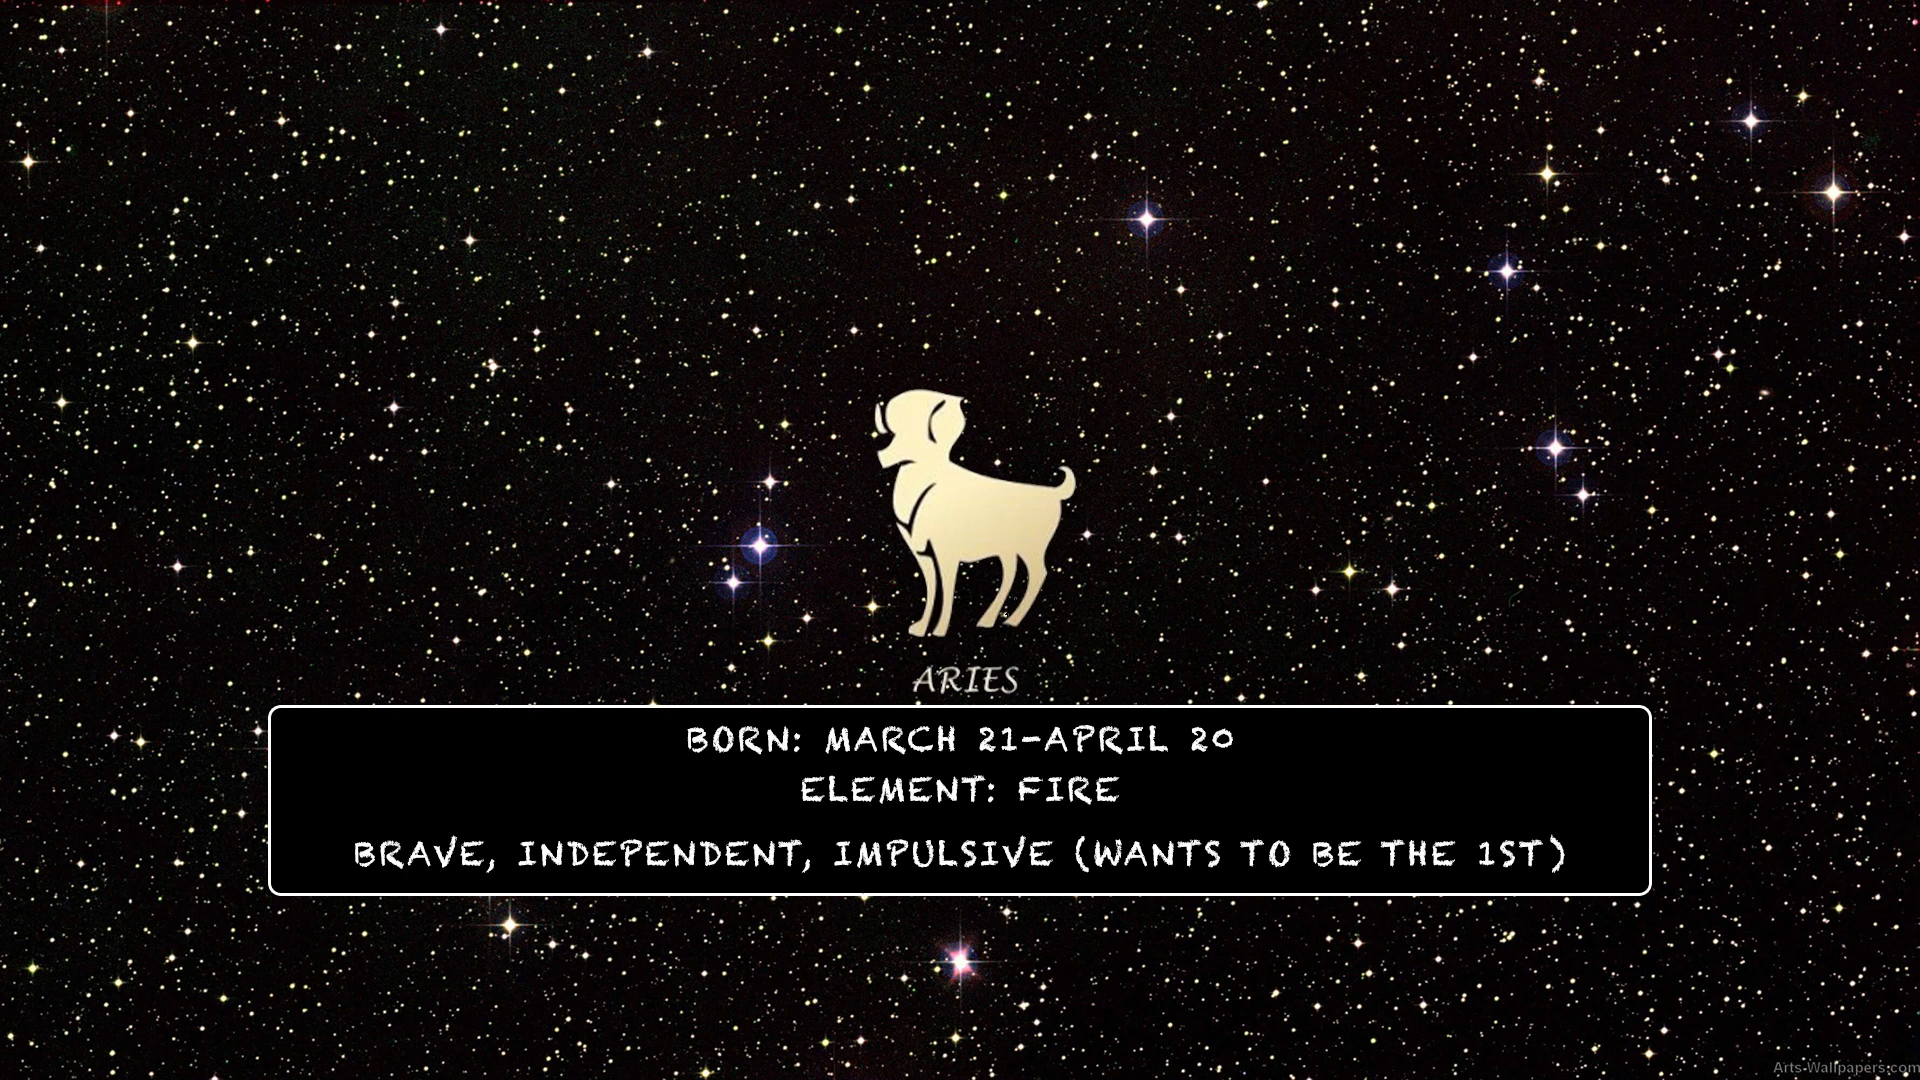 ARIES
BORN: MARCH 21-APRIL 20
ELEMENT: FIRE
BRAVE, INDEPENDENT, IMPULSIVE (WANTS TO BE THE 1ST)
Arts-Wallpapers.com